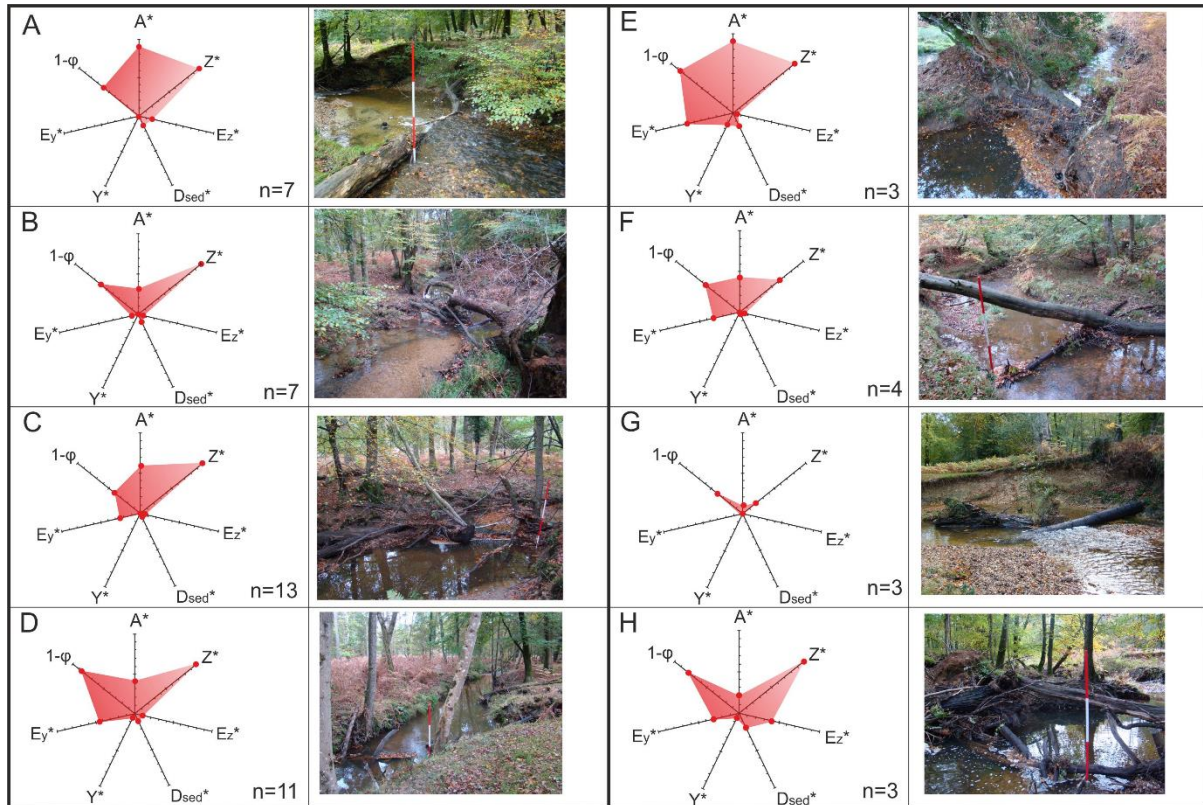 A
A*
1-φ
Z*
Ey*
Ez*
Y*
Dsed*
n=7
B
A*
1-φ
Z*
Ey*
Ez*
Y*
Dsed*
n=7
C
A*
1-φ
Z*
Ey*
Ez*
Y*
Dsed*
n=13
D
A*
1-φ
Z*
Ey*
Ez*
Y*
Dsed*
n=11
E
A*
1-φ
Z*
Ey*
Ez*
Y*
Dsed*
n=3
F
A*
1-φ
Z*
Ey*
Ez*
Y*
Dsed*
n=4
G
A*
1-φ
Z*
Ey*
Ez*
Y*
Dsed*
n=3
H
A*
1-φ
Z*
Ey*
Ez*
Y*
Dsed*
n=3